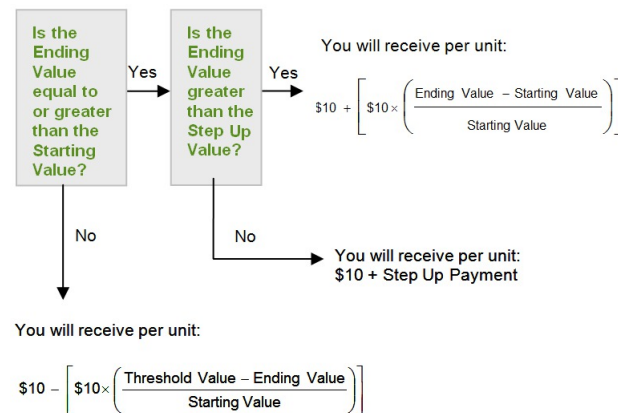 Is the
Ending
Value
equal to
or greater
than the
Starting
Value?
Yes
Is the
Ending
Value
greater
than the
Step Up
Value?
Yes
You will receive per unit:
$10 + [ $10 × ( Ending Value – Starting Value
Starting Value ) ]
No
No
You will receive per unit:
$10 + Step Up Payment
You will receive per unit:
$10 – [ $10× ( Threshold Value – Ending Value
Starting Value ) ]